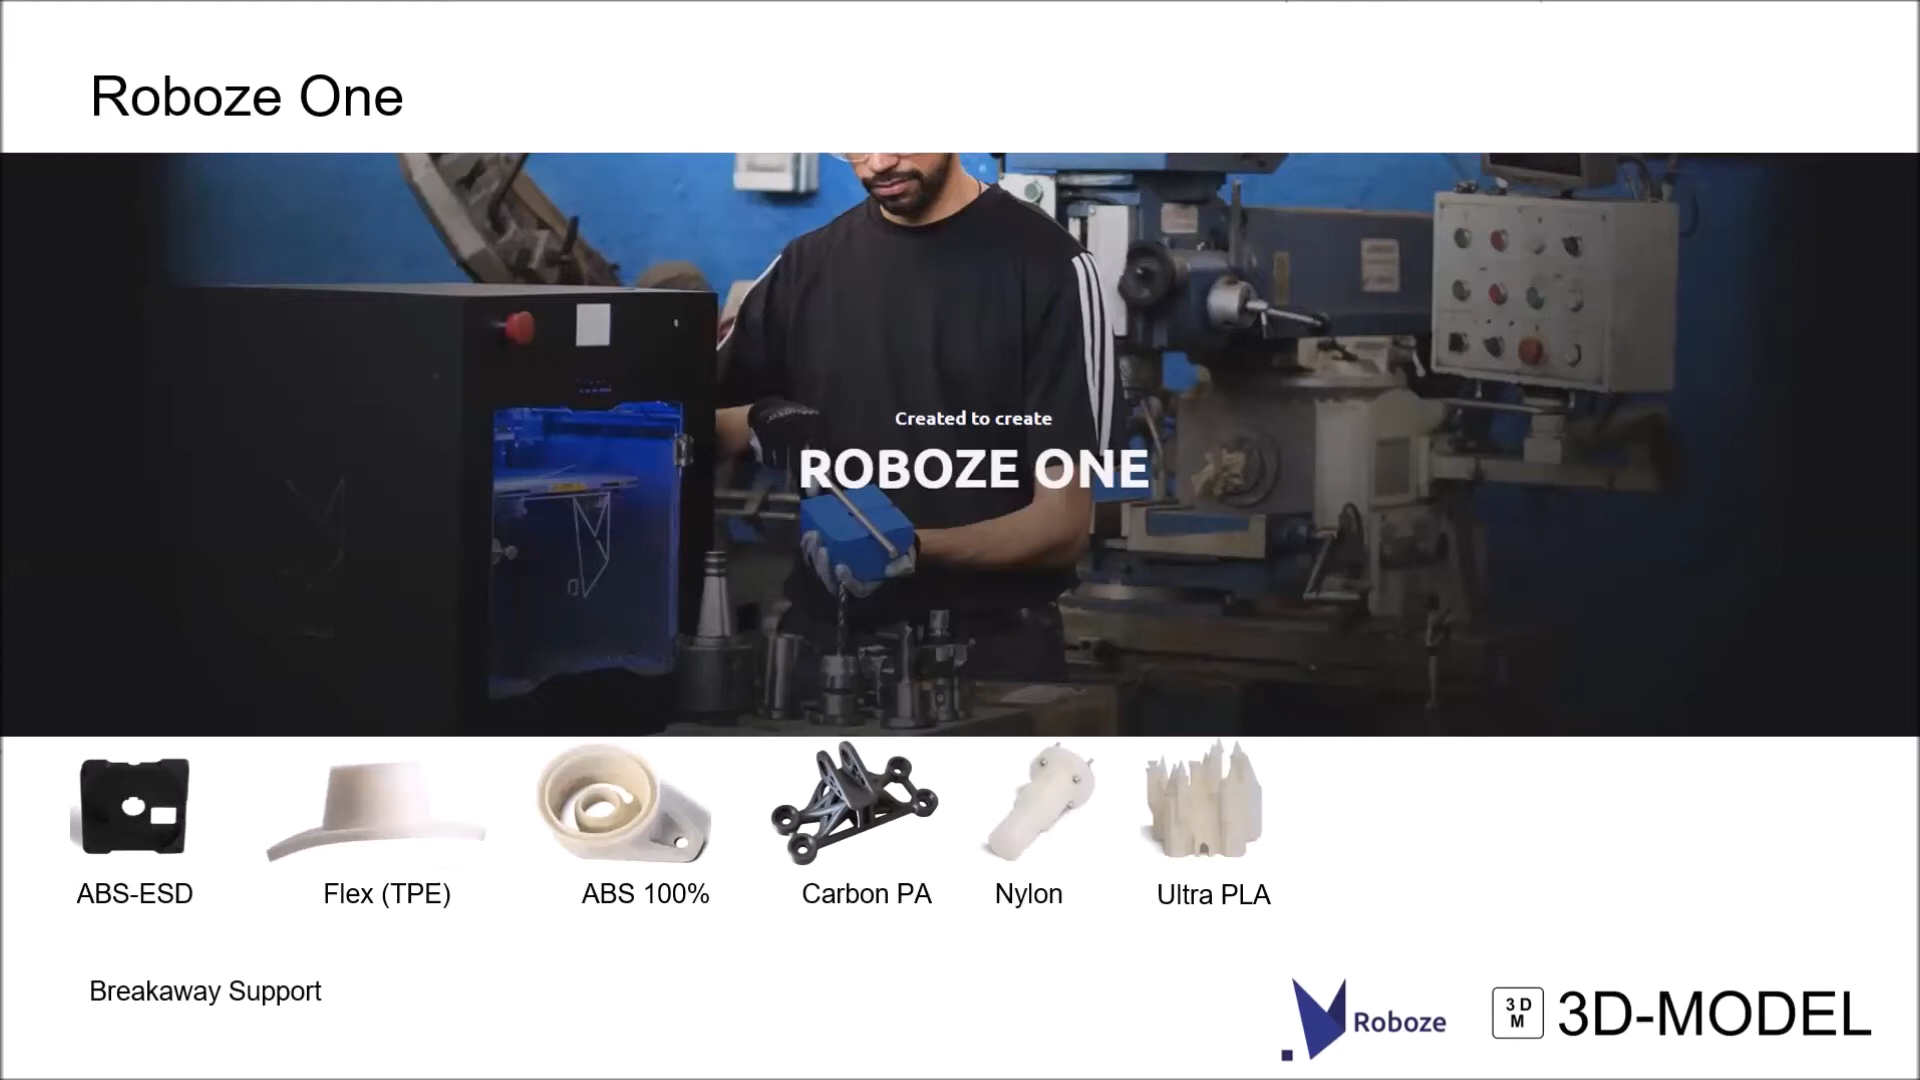 Roboze One
Created to create
ROBOZE ONE
ABS-ESD
Flex (TPE)
ABS 100%
Carbon PA
Nylon
Ultra PLA
Breakaway Support
Roboze
3 D
M
3D-MODEL